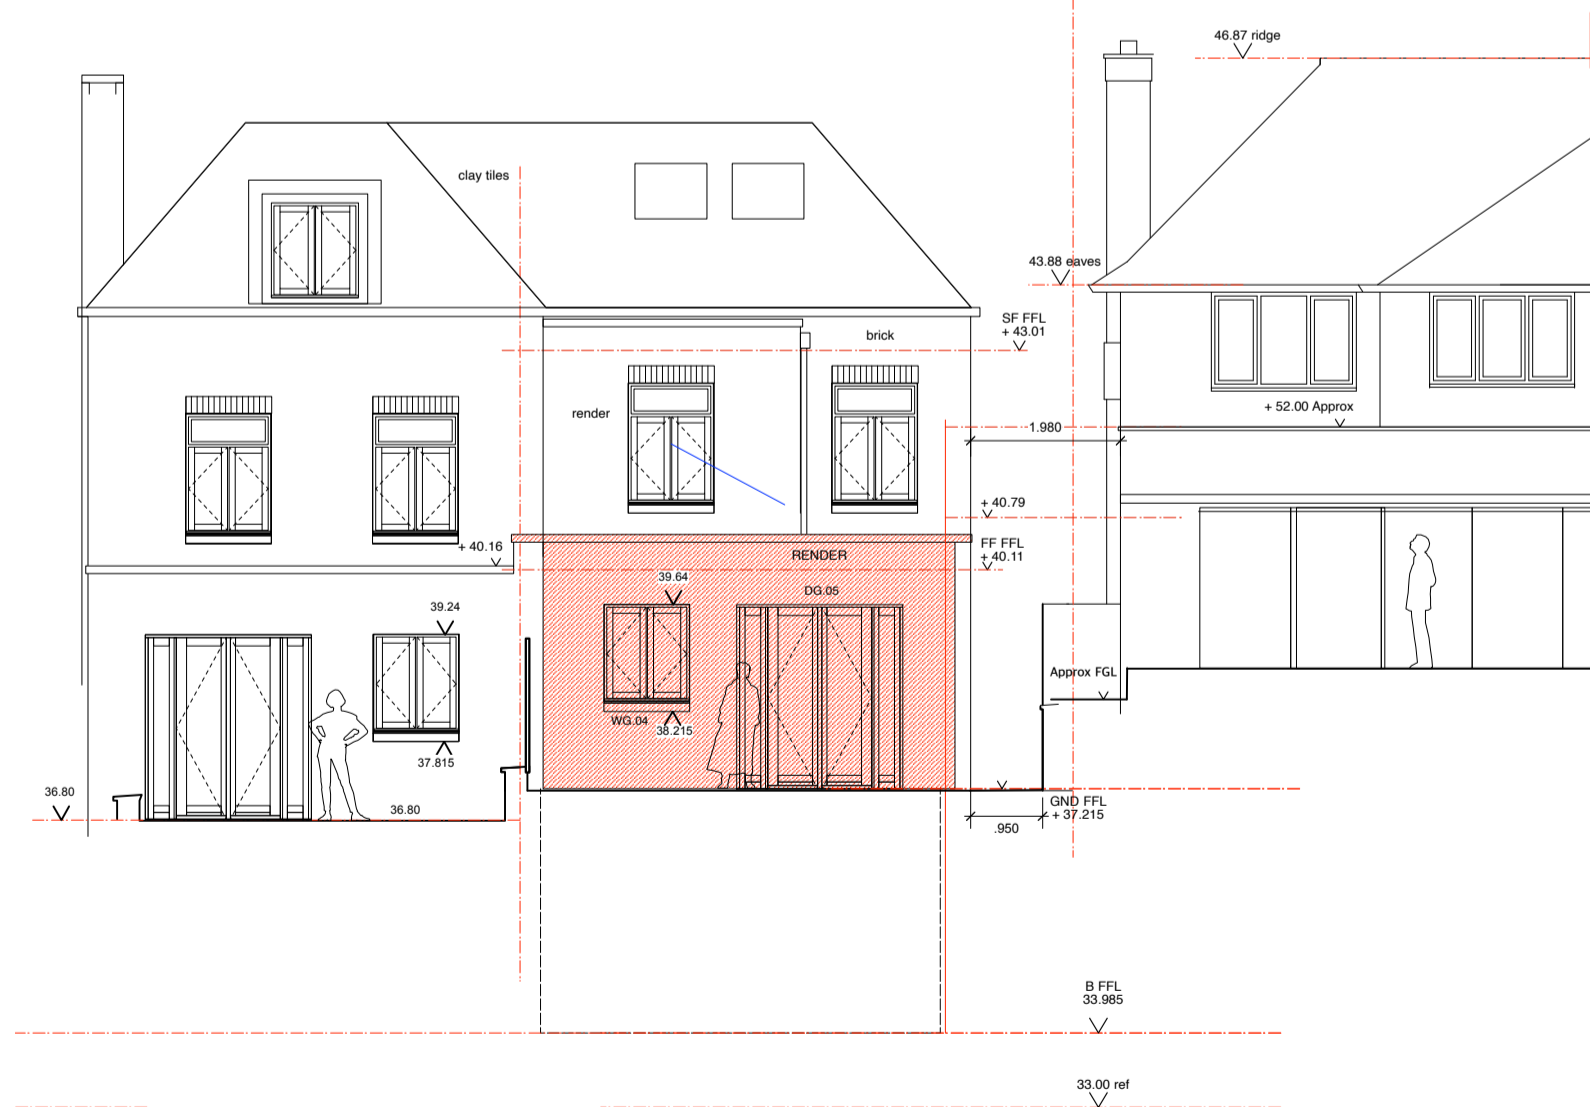 46.87 ridge
clay tiles
43.88 eaves
SF FFL
+ 43.01
brick
render
+ 52.00 Approx
1.980
+ 40.79
+ 40.16
FF FFL
+ 40.11
RENDER
39.64
DG.05
39.24
Approx FGL
WG.04
38.215
37.815
36.80
36.80
GND FFL
+ 37.215
.950
B FFL
33.985
33.00 ref